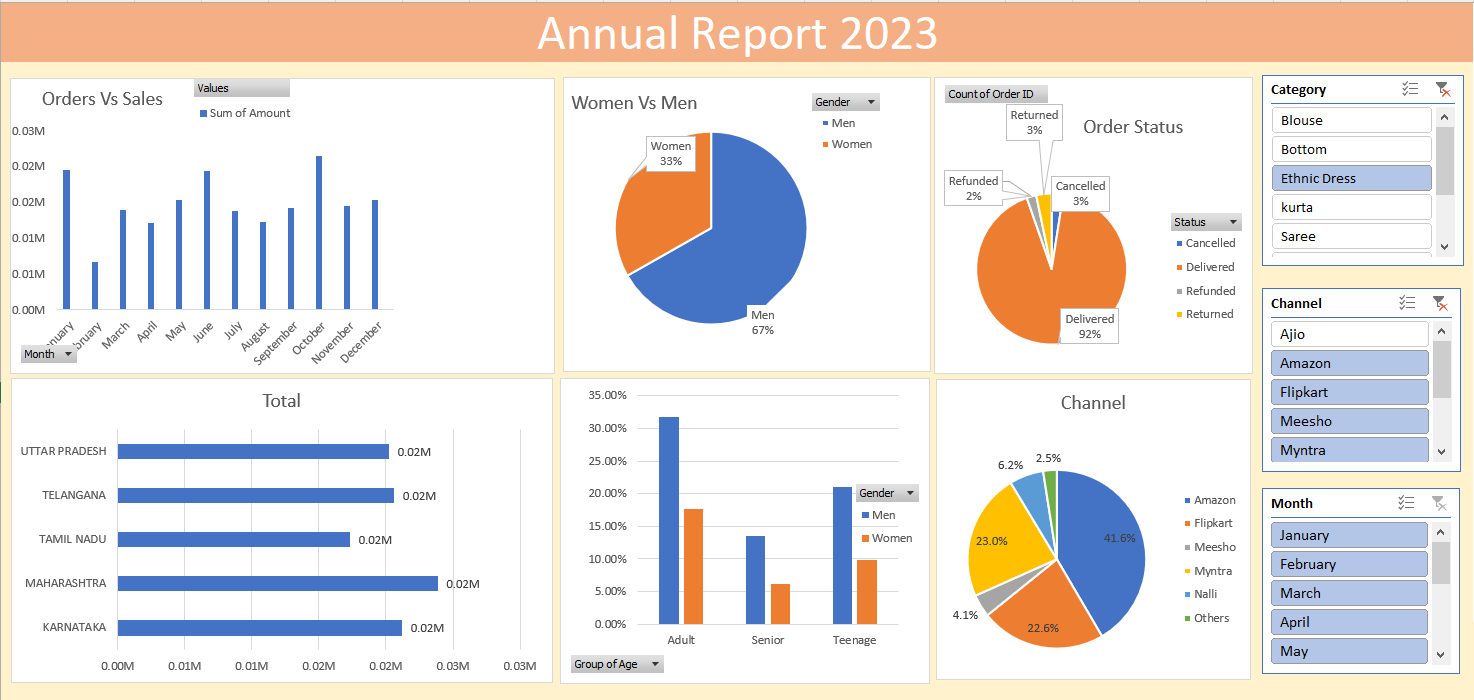 Annual Report 2023
Orders Vs Sales
Values
Sum of Amount
0.03M
0.02M
0.02M
0.01M
0.01M
0.00M
nuary
bruary
March
April
May
June
July
August
September
October
November
December
Month
Women Vs Men
Gender
Men
Women
Women
33%
Men
67%
Count of Order ID
Order Status
Returned
3%
Refunded
2%
Cancelled
3%
Delivered
92%
Status
Cancelled
Delivered
Refunded
Returned
Category
Blouse
Bottom
Ethnic Dress
kurta
Saree
Total
UTTAR PRADESH
0.02M
TELANGANA
0.02M
TAMIL NADU
0.02M
MAHARASHTRA
0.02M
KARNATAKA
0.02M
0.00M 0.01M 0.01M 0.02M 0.02M 0.03M 0.03M
35.00%
30.00%
25.00%
20.00%
15.00%
10.00%
5.00%
0.00%
Adult Senior Teenage
Gender
Men
Women
Group of Age
Channel
2.5%
6.2%
23.0%
41.6%
4.1%
22.6%
Amazon
Flipkart
Meesho
Myntra
Nalli
Others
Channel
Ajio
Amazon
Flipkart
Meesho
Myntra
Month
January
February
March
April
May